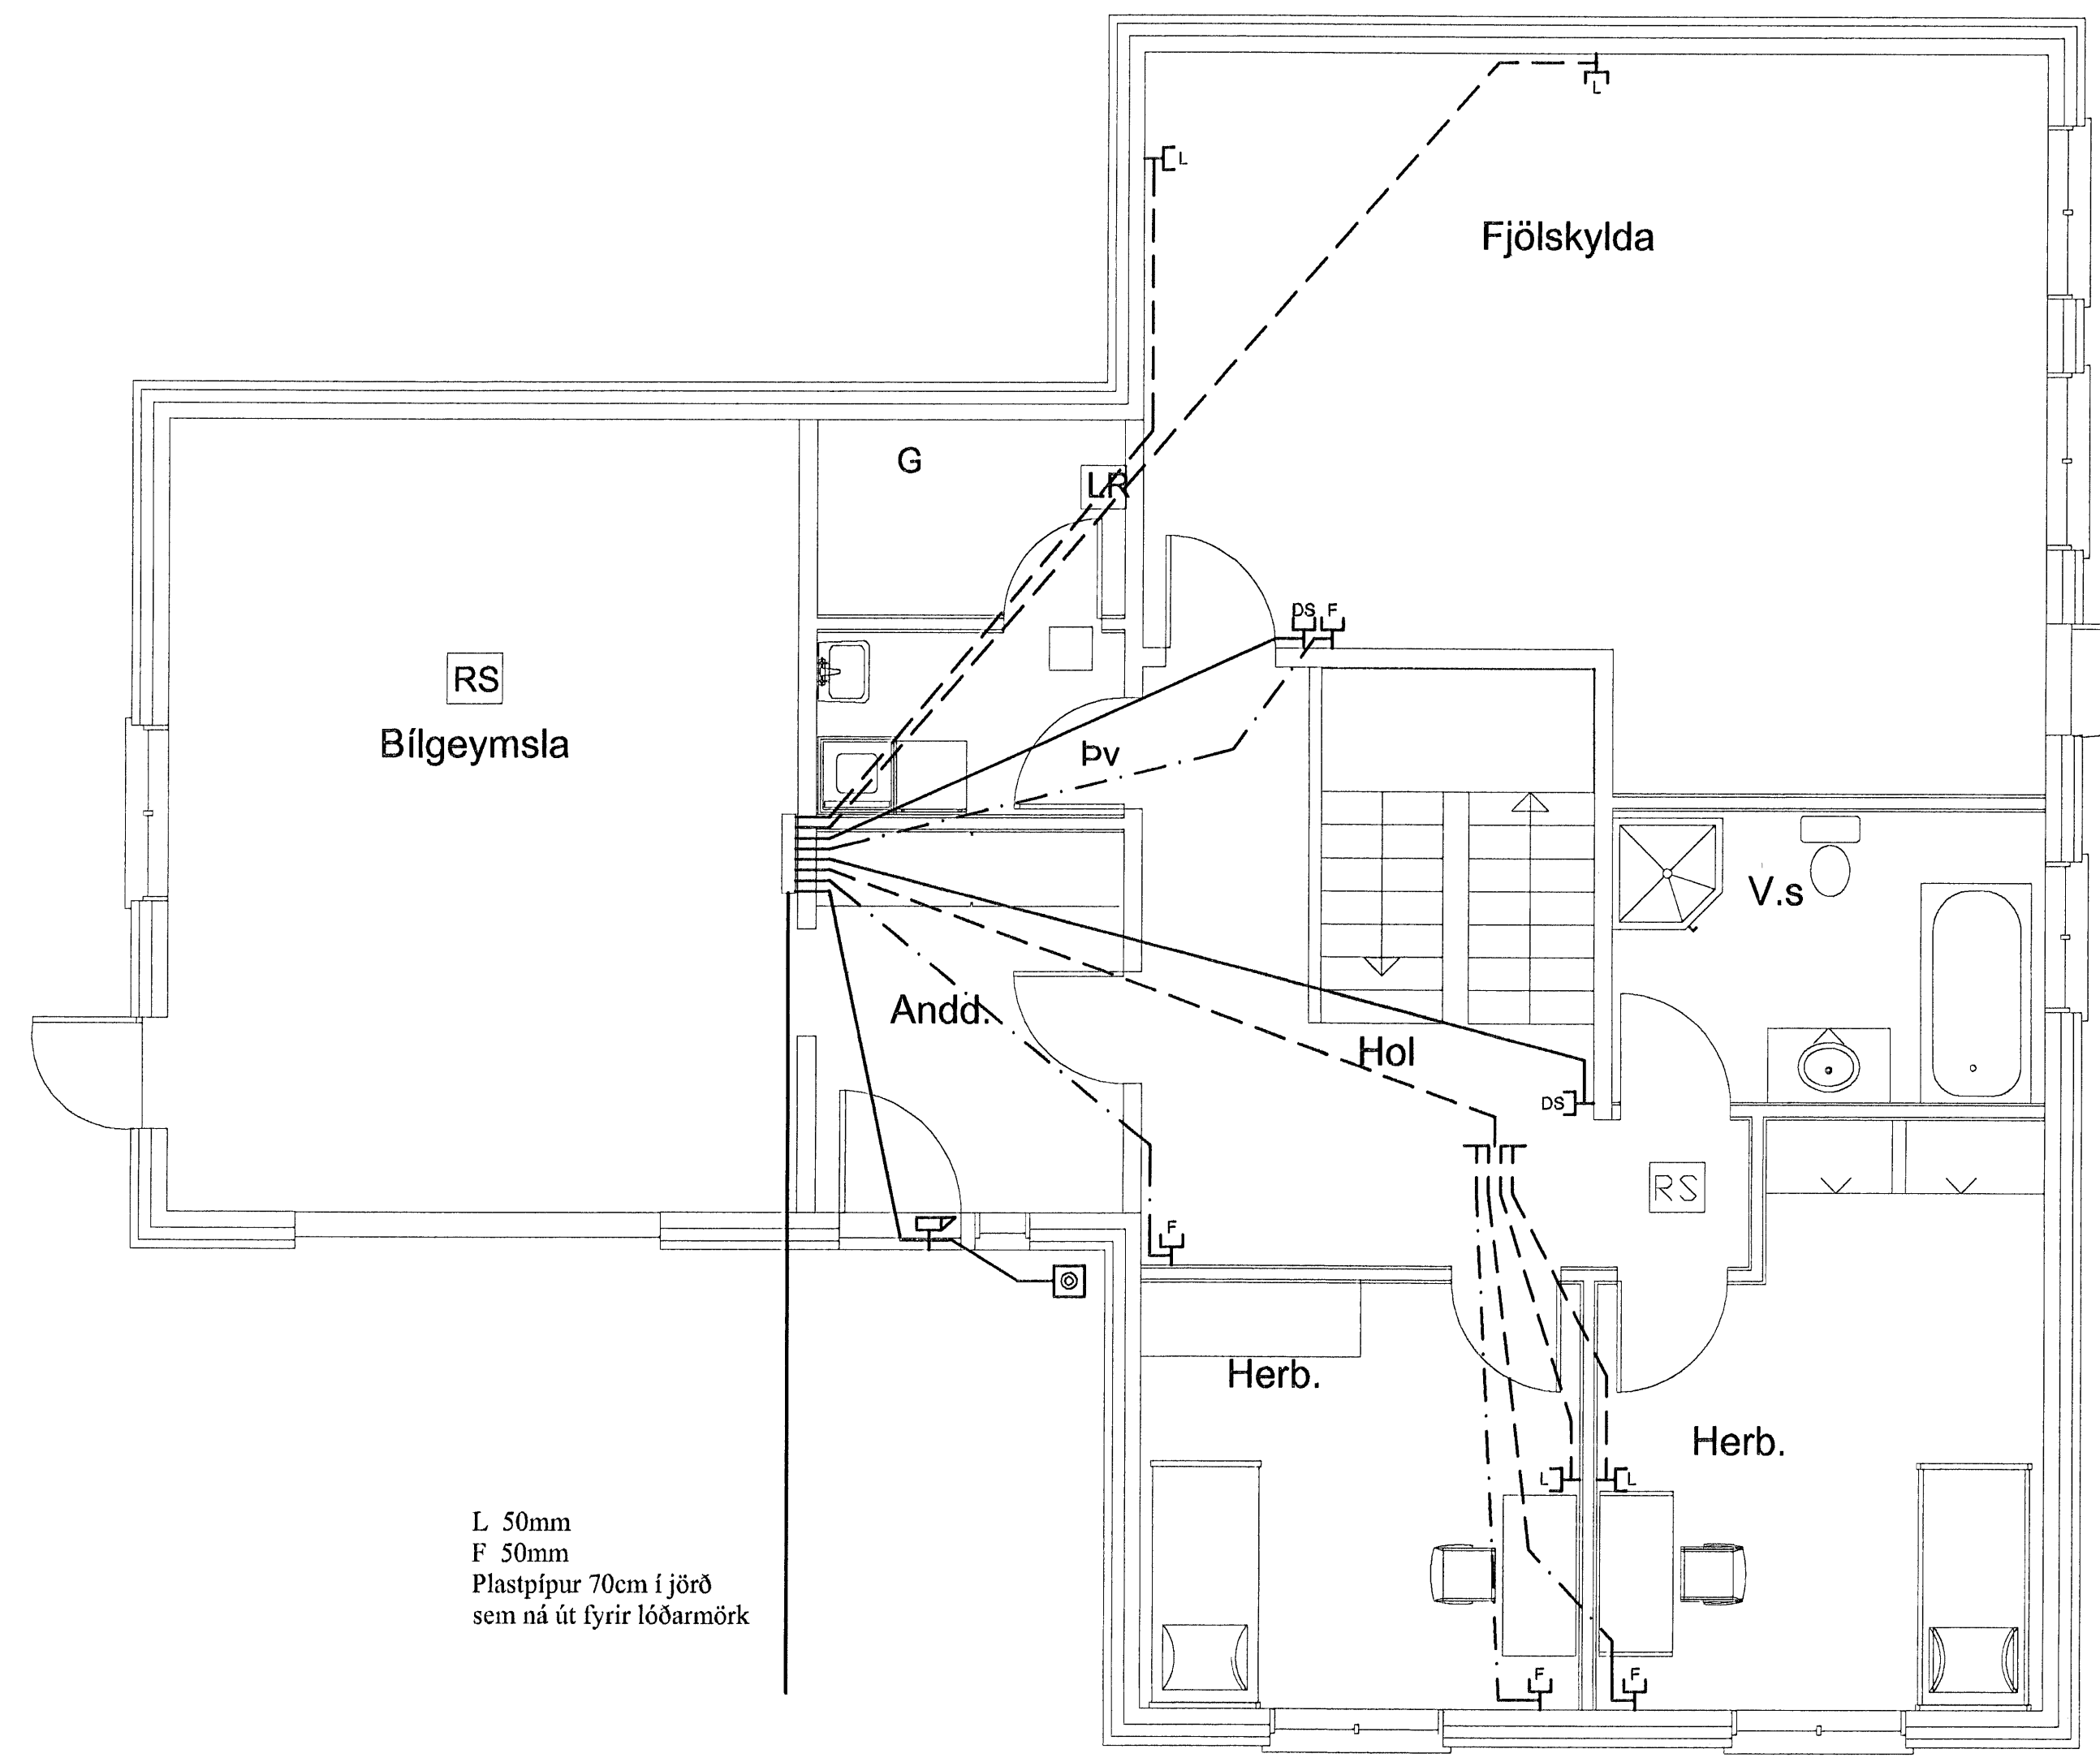 L
L
Fjölskylda
G
LR
DS F
RS
Bílgeymsla
Þv
V.s
Andd.
Hol
DS
RS
F
Herb.
Herb.
L
L
L 50mm
F 50mm
Plastpípur 70cm í jörð
sem ná út fyrir lóðarmörk
F
F